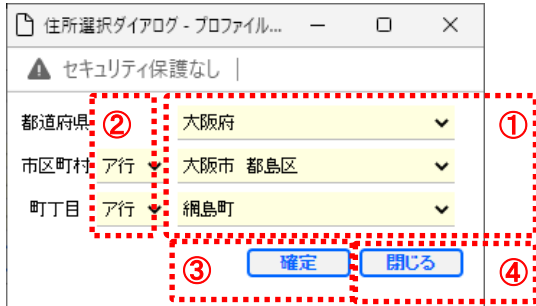 住所選択ダイアログ - プロファイル...
セキュリティ保護なし
都道府県 ② 大阪府 ①
市区町村 ア行 大阪市 都島区
町丁目 ア行 網島町
③ 確定 閉じる ④